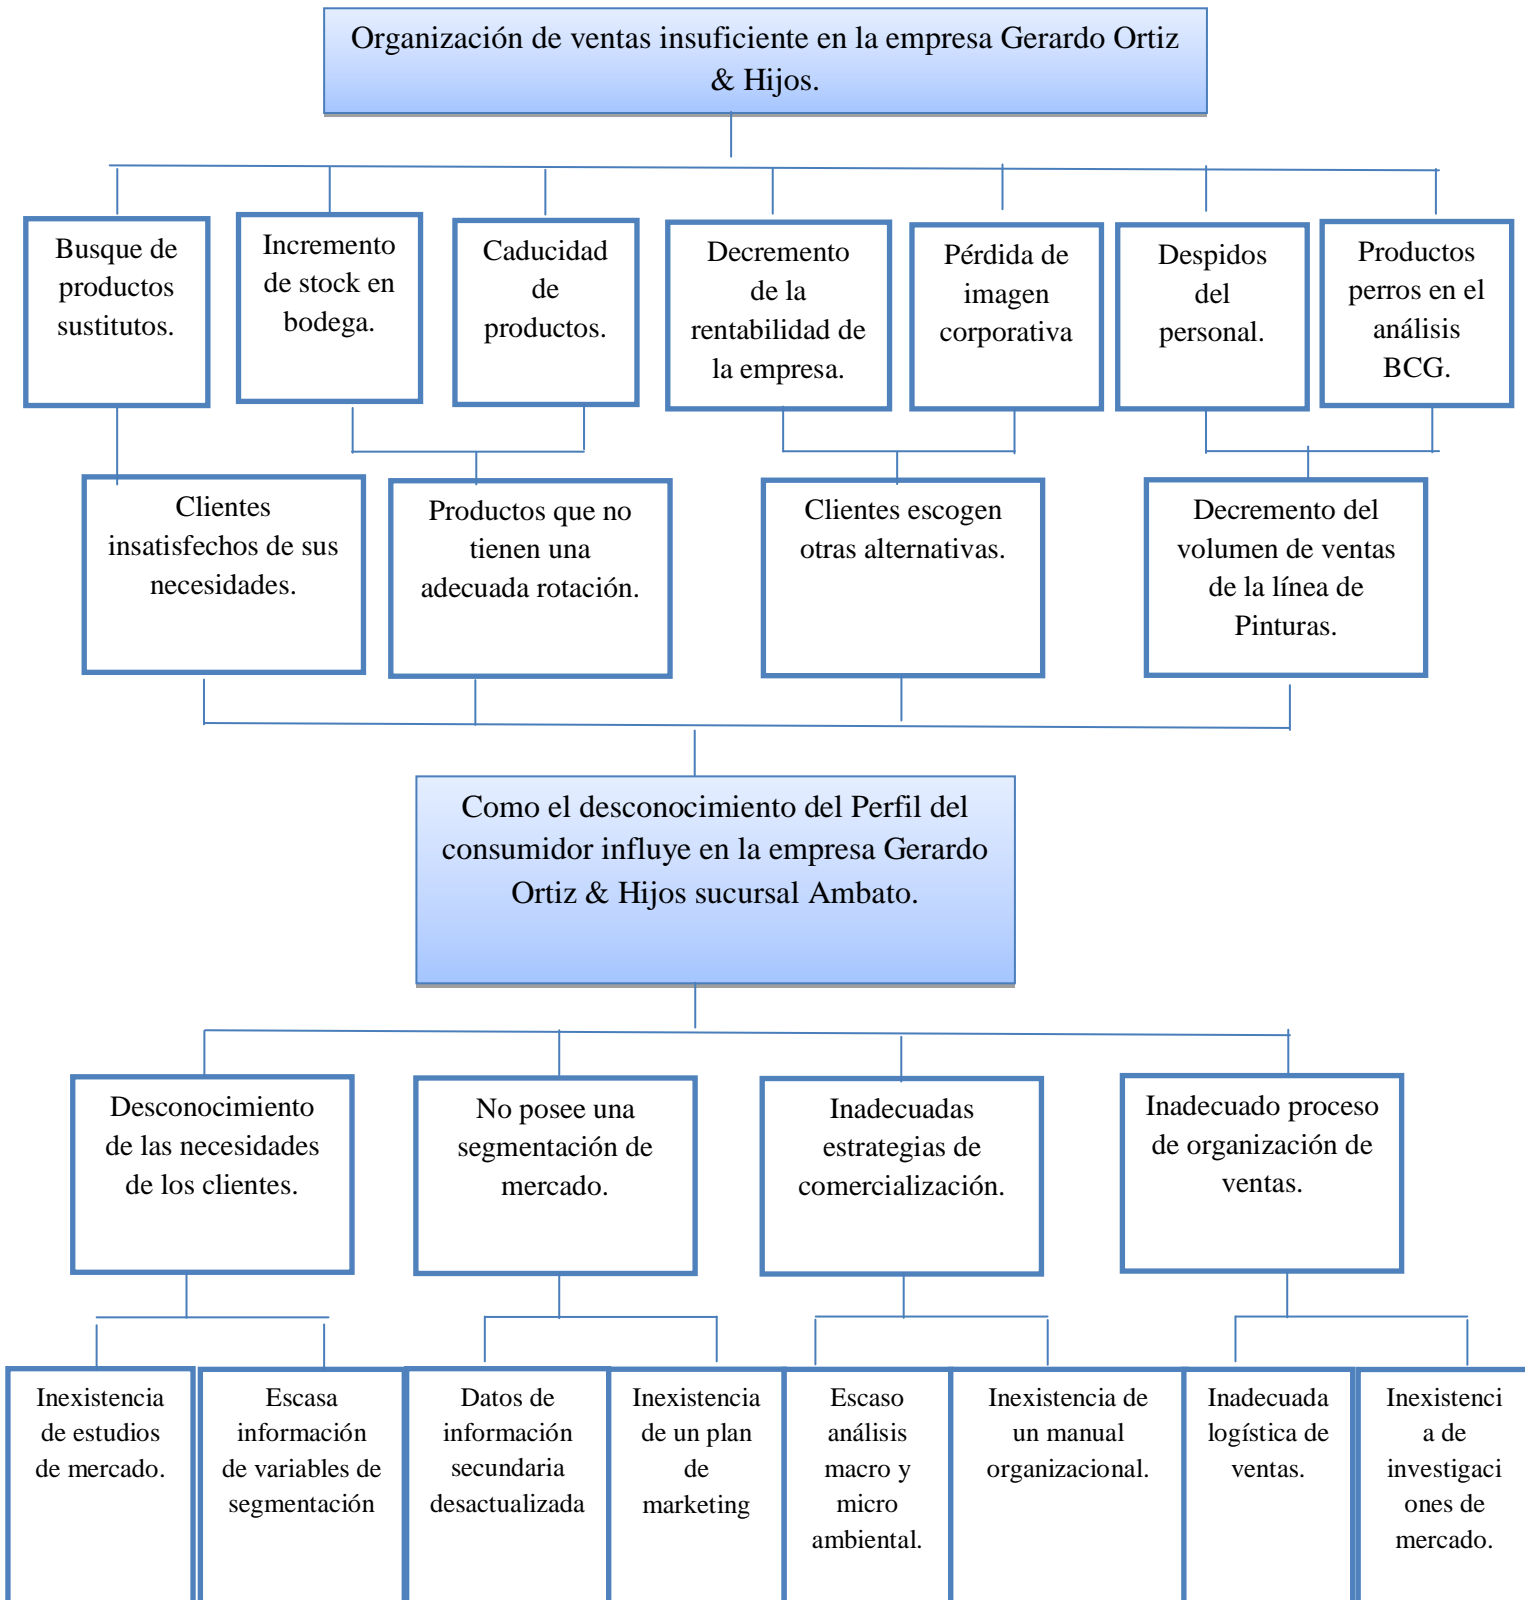 Organización de ventas insuficiente en la empresa Gerardo Ortiz
& Hijos.
Busque de
productos
sustitutos.
Incremento
de stock en
bodega.
Caducidad
de
productos.
Decremento
de la
rentabilidad de
la empresa.
Pérdida de
imagen
corporativa
Despidos
del
personal.
Productos
perros en el
análisis
BCG.
Clientes
insatisfechos de sus
necesidades.
Productos que no
tienen una
adecuada rotación.
Clientes escogen
otras alternativas.
Decremento del
volumen de ventas
de la línea de
Pinturas.
Como el desconocimiento del Perfil del
consumidor influye en la empresa Gerardo
Ortiz & Hijos sucursal Ambato.
Desconocimiento
de las necesidades
de los clientes.
No posee una
segmentación de
mercado.
Inadecuadas
estrategias de
comercialización.
Inadecuado proceso
de organización de
ventas.
Inexistencia
de estudios
de mercado.
Escasa
información
de variables de
segmentación
Datos de
información
secundaria
desactualizada
Inexistencia
de un plan
de
marketing
Escaso
análisis
macro y
micro
ambiental.
Inexistencia de
un manual
organizacional.
Inadecuada
logística de
ventas.
Inexistenci
a de
investigaci
ones de
mercado.